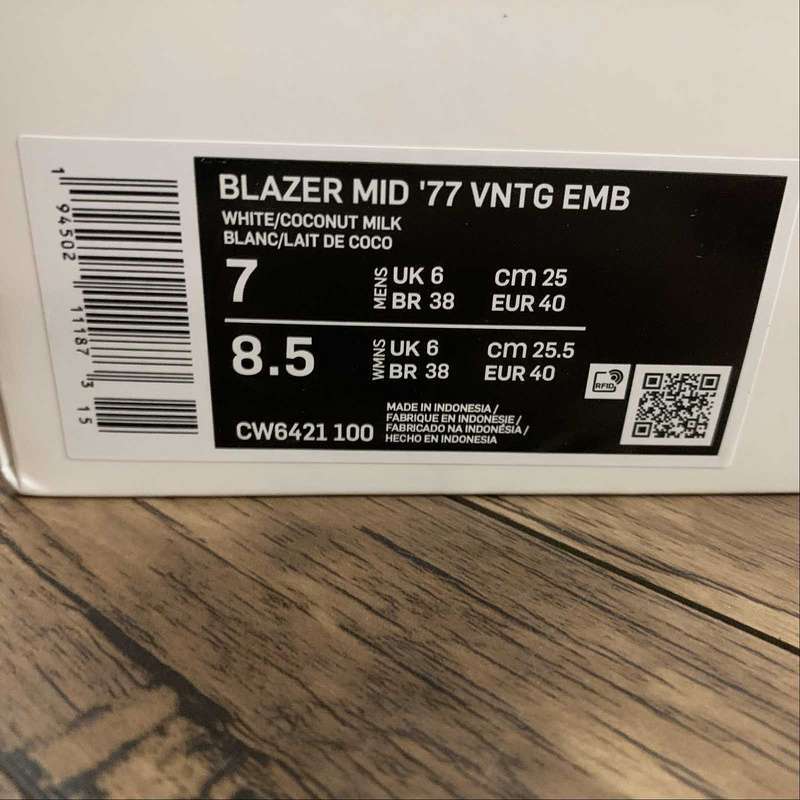 BLAZER MID '77 VNTG EMB
WHITE/COCONUT MILK
BLANC/LAIT DE COCO
7
MENS
UK 6 cm 25
BR 38 EUR 40
8.5
WMNS
UK 6 cm 25.5
BR 38 EUR 40
RFID
CW6421 100
MADE IN INDONESIA /
FABRIQUE EN INDONESIE /
FABRICADO NA INDONÉSIA /
HECHO EN INDONESIA
1 94502 11187 3 15